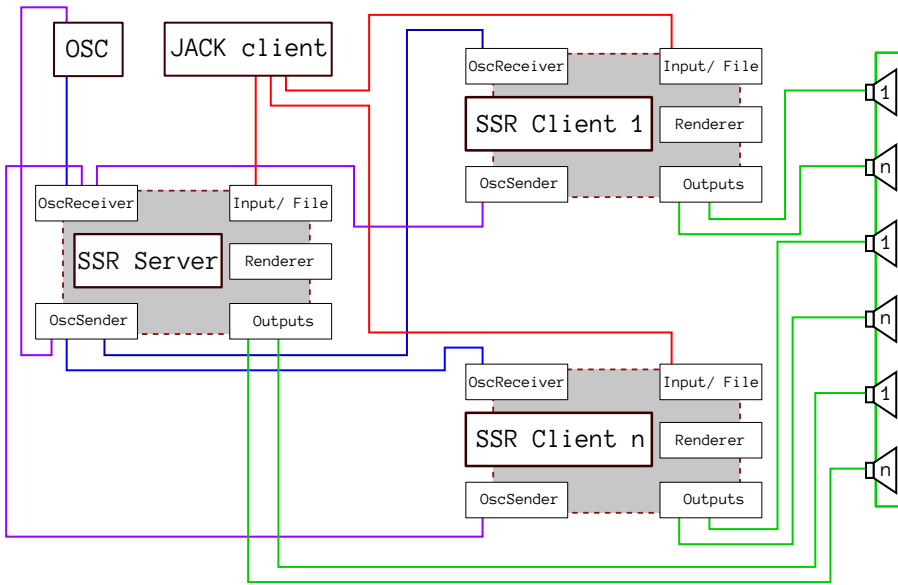 OSC
JACK client
OscReceiver
Input/ File
SSR Client 1
Renderer
OscSender
Outputs
OscReceiver
Input/ File
SSR Server
Renderer
OscSender
Outputs
OscReceiver
Input/ File
SSR Client n
Renderer
OscSender
Outputs
1
n
1
n
1
n